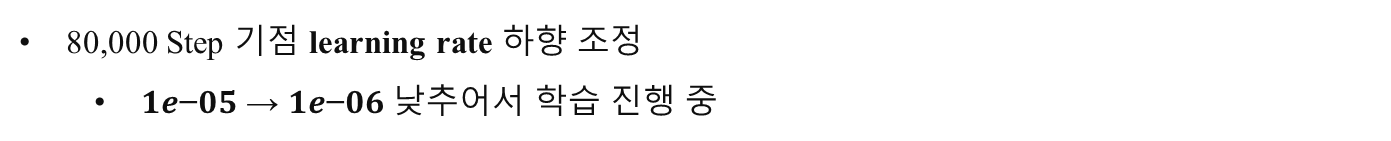 • 80,000 Step 기점 learning rate 하향 조정
• 1e−05 → 1e−06 낮추어서 학습 진행 중